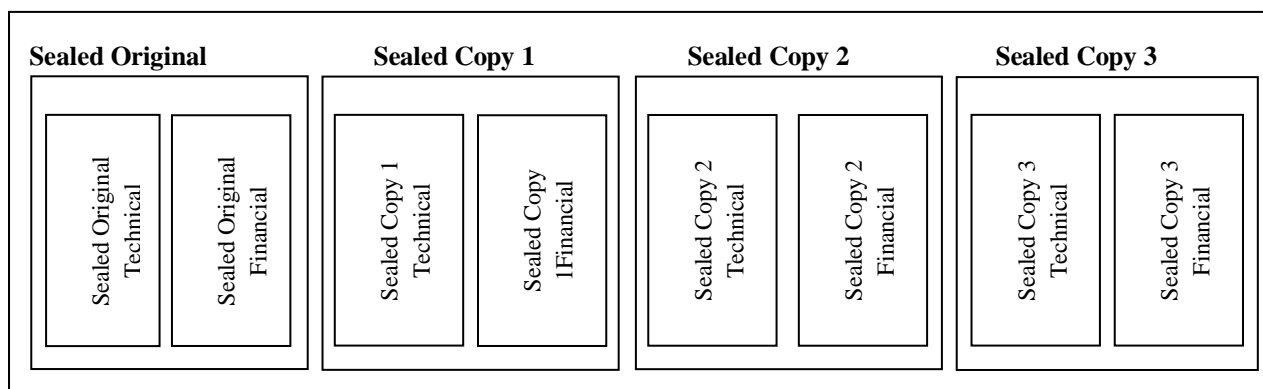 Sealed Original
Sealed Copy 1
Sealed Copy 2
Sealed Copy 3
Sealed Original
Technical
Sealed Original
Financial
Sealed Copy 1
Technical
Sealed Copy
1Financial
Sealed Copy 2
Technical
Sealed Copy 2
Financial
Sealed Copy 3
Technical
Sealed Copy 3
Financial